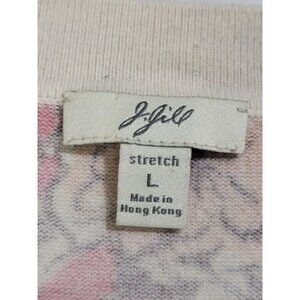 J.Jill
stretch
L
Made in
Hong Kong